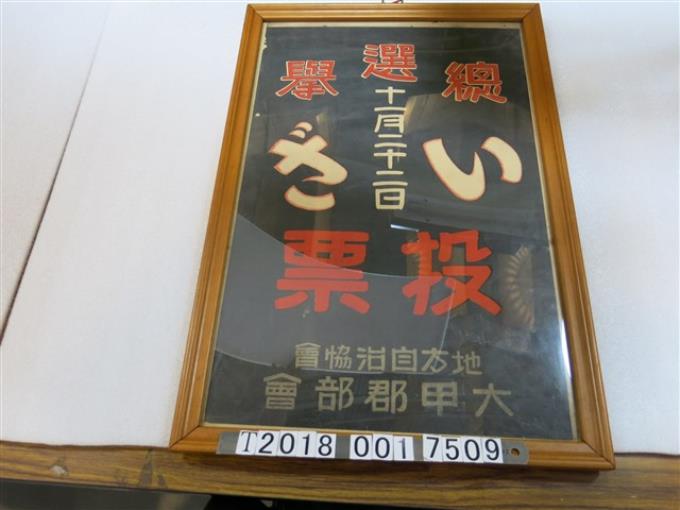 總選舉
十一月二十二日
いざ
投票
地方自治協會
大甲郡部會
T2018 001 7509